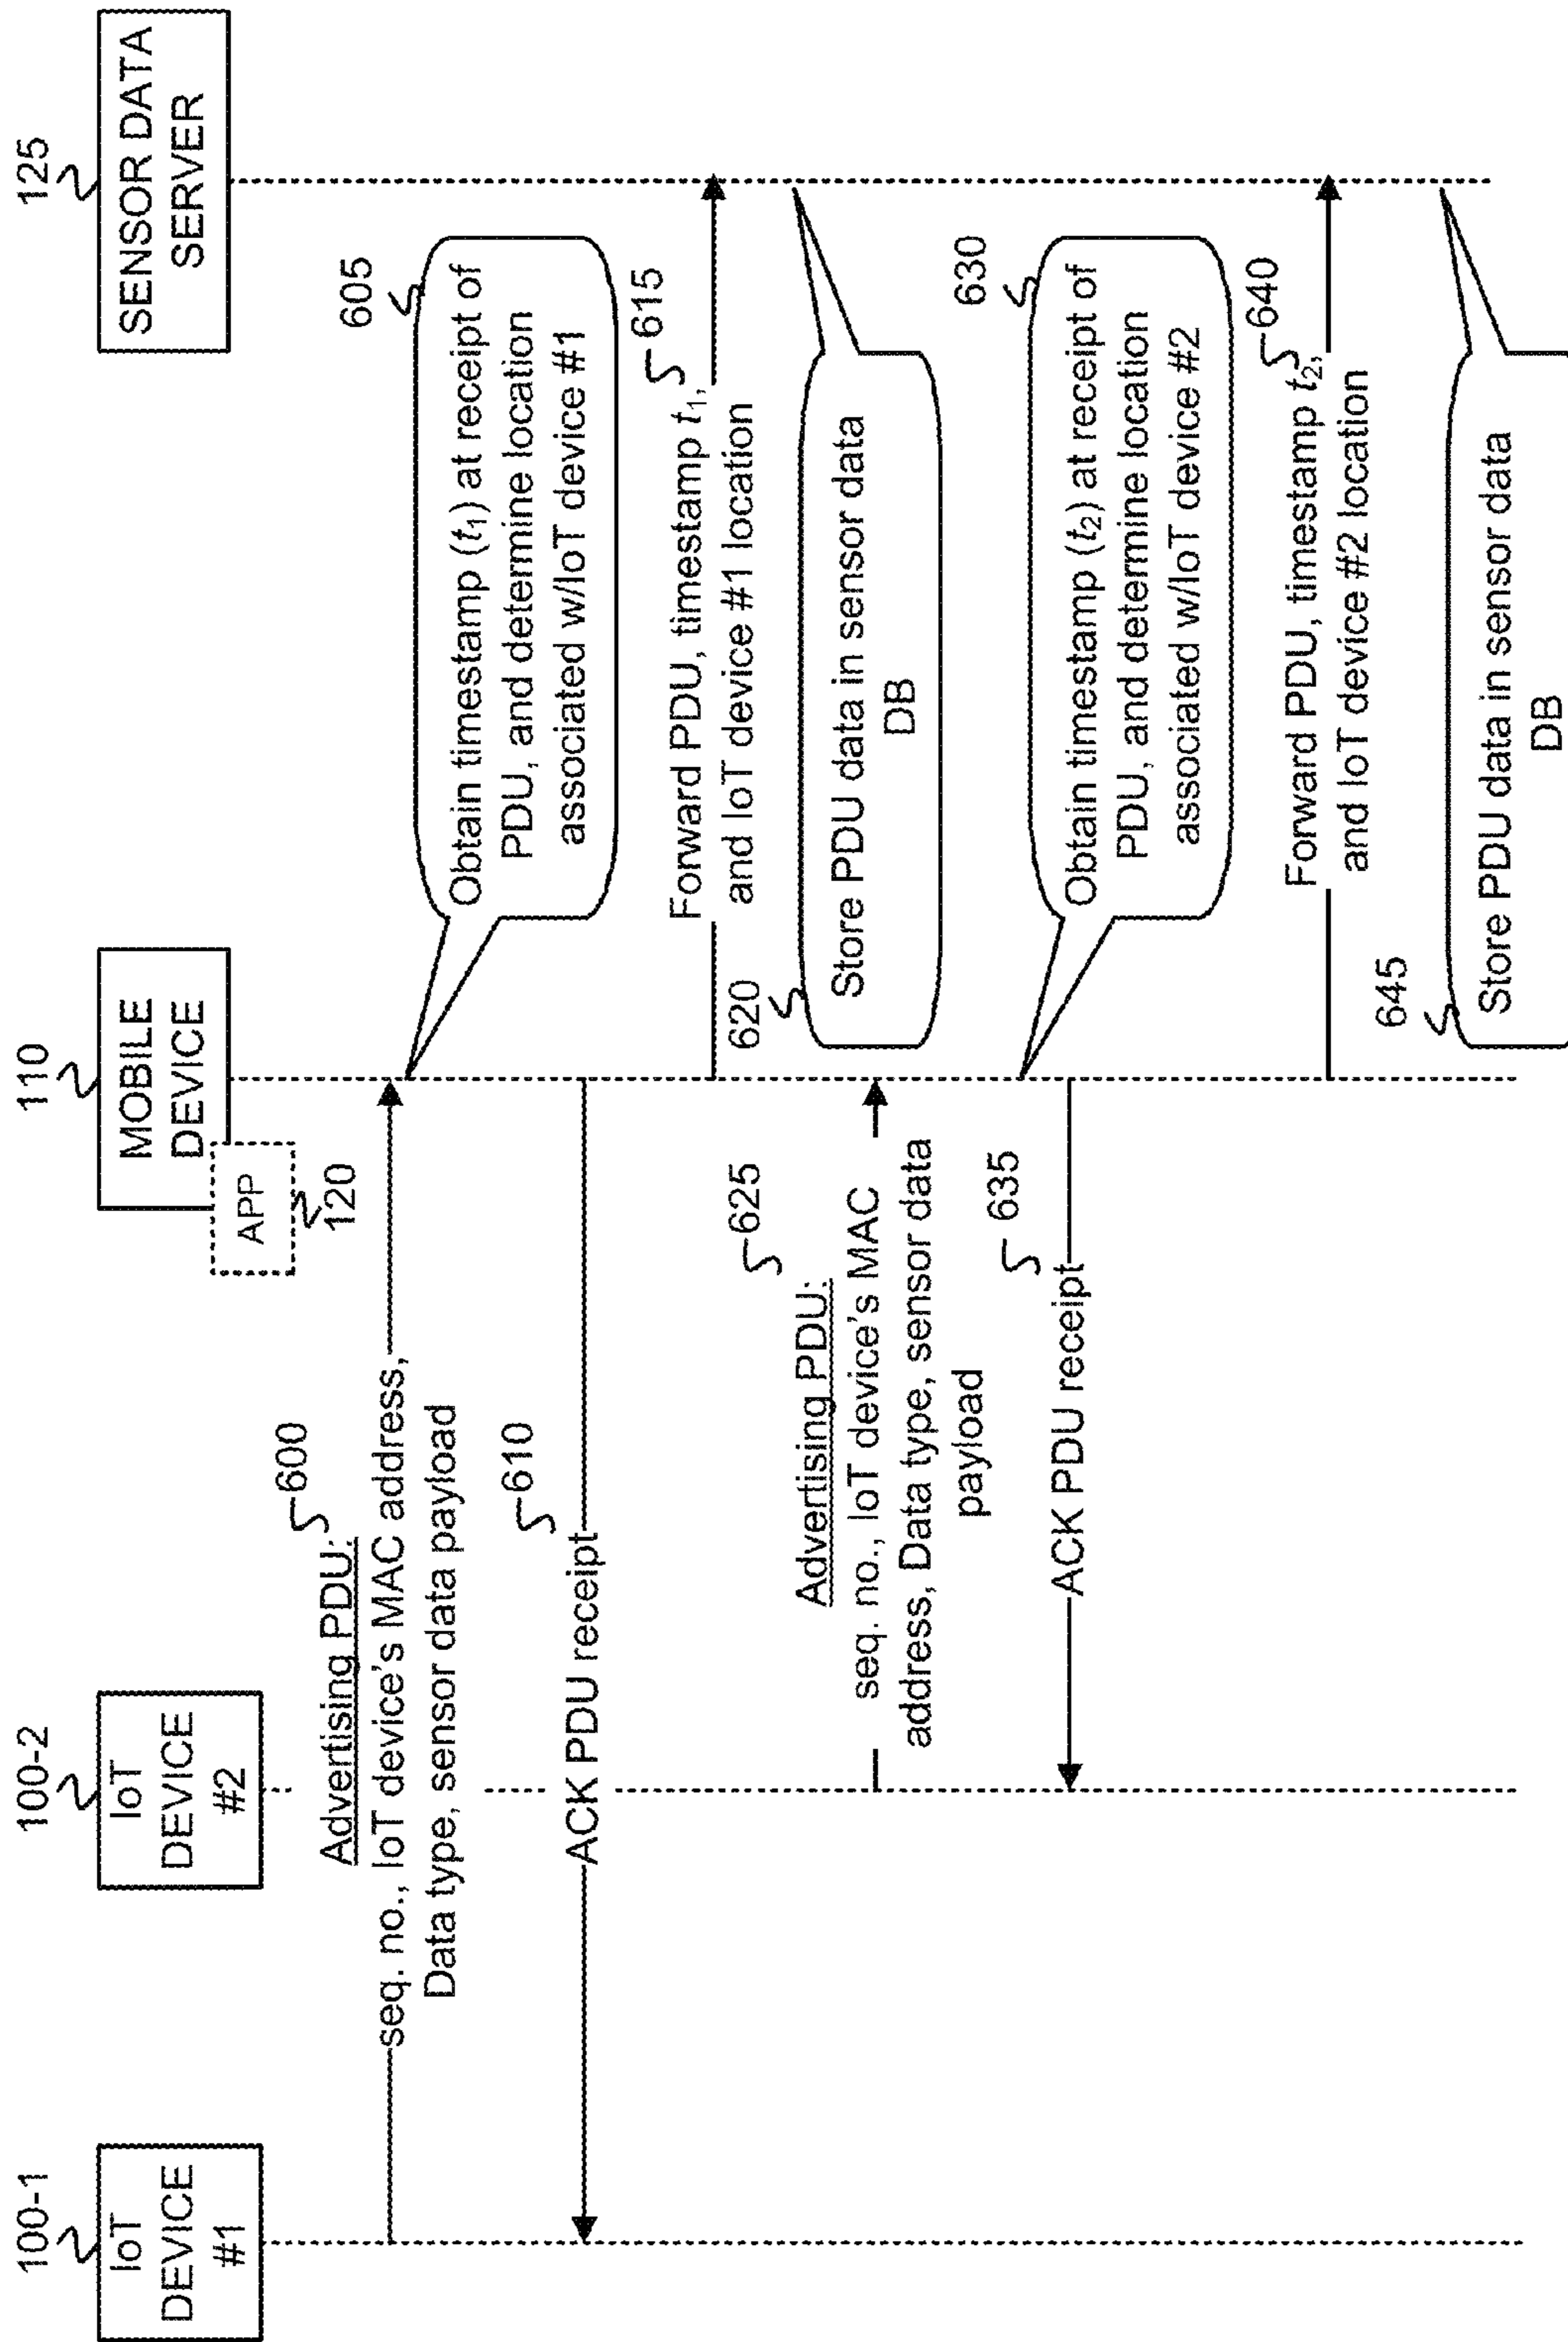 100-1
IoT
DEVICE
#1
100-2
IoT
DEVICE
#2
110
MOBILE
DEVICE
APP
120
125
SENSOR DATA
SERVER
Advertising PDU:
600
seq. no., IoT device's MAC address,
Data type, sensor data payload
605
Obtain timestamp (t1) at receipt of
PDU, and determine location
associated w/IoT device #1
610
ACK PDU receipt
615
Forward PDU, timestamp t1,
and IoT device #1 location
620
Store PDU data in sensor data
DB
625
Advertising PDU:
seq. no., IoT device's MAC
address, Data type, sensor data
payload
630
Obtain timestamp (t2) at receipt of
PDU, and determine location
associated w/IoT device #2
635
ACK PDU receipt
640
Forward PDU, timestamp t2,
and IoT device #2 location
645
Store PDU data in sensor data
DB